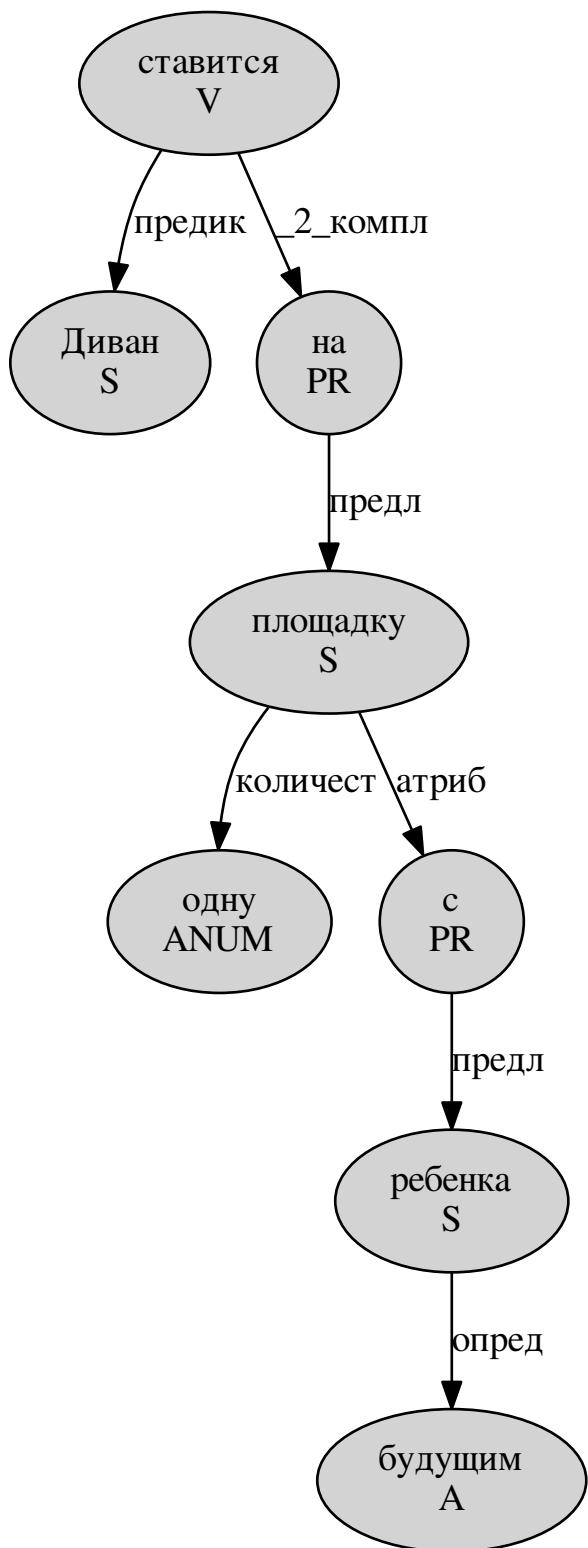 ставится
V
предик
_2_компл
Диван
S
на
PR
предл
площадку
S
количест
атриб
одну
ANUM
с
PR
предл
ребенка
S
опред
будущим
A